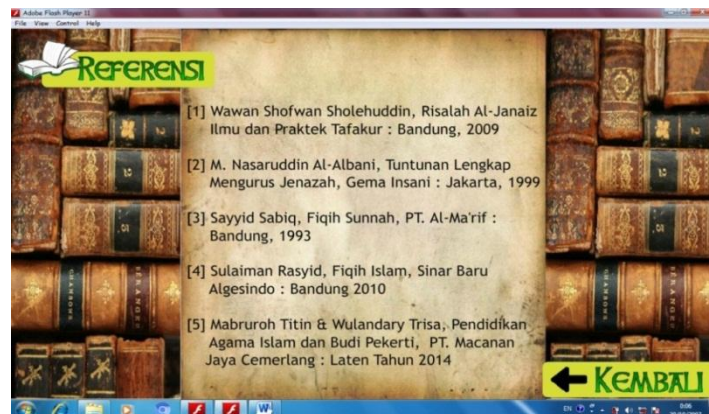 Adobe Flash Player 11
File View Control Help
REFERENSI
[1] Wawan Shofwan Sholehuddin, Risalah Al-Janaiz
Ilmu dan Praktek Tafakur : Bandung, 2009
[2] M. Nasaruddin Al-Albani, Tuntunan Lengkap
Mengurus Jenazah, Gema Insani : Jakarta, 1999
[3] Sayyid Sabiq, Fiqih Sunnah, PT. Al-Ma'rif :
Bandung, 1993
[4] Sulaiman Rasyid, Fiqih Islam, Sinar Baru
Algesindo : Bandung 2010
[5] Mabruroh Titin & Wulandary Trisa, Pendidikan
Agama Islam dan Budi Pekerti, PT. Macanan
Jaya Cemerlang : Laten Tahun 2014
KEMBALI
EN
0:06